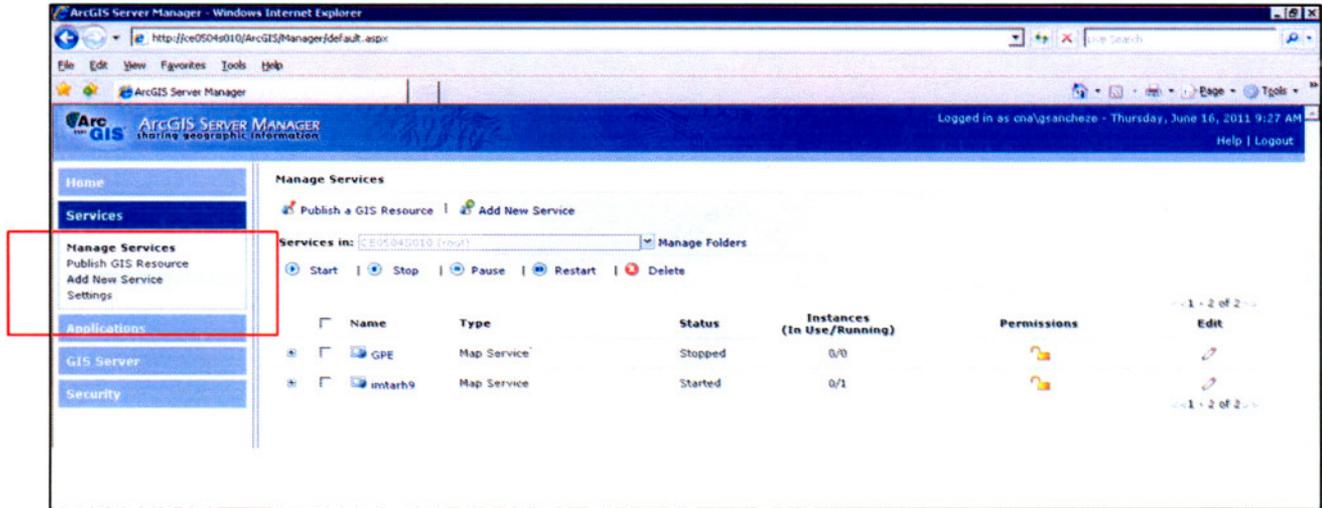 ArcGIS Server Manager - Windows Internet Explorer
http://ce0504s010/ArcGIS/Manager/default.aspx
Live Search
File Edit View Favorites Tools Help
ArcGIS Server Manager
Page Tools
ArcGIS ARCGIS SERVER MANAGER
sharing geographic information
Logged in as cna\gsancheze - Thursday, June 16, 2011 9:27 AM
Help | Logout
Home
Services
Manage Services
Publish GIS Resource
Add New Service
Settings
Applications
GIS Server
Security
Manage Services
Publish a GIS Resource | Add New Service
Services in: CE0504S010 (root) Manage Folders
Start | Stop | Pause | Restart | Delete
<<1 - 2 of 2>>
Name Type Status Instances (In Use/Running) Permissions Edit
GPE Map Service Stopped 0/0
imtarh9 Map Service Started 0/1
<<1 - 2 of 2>>